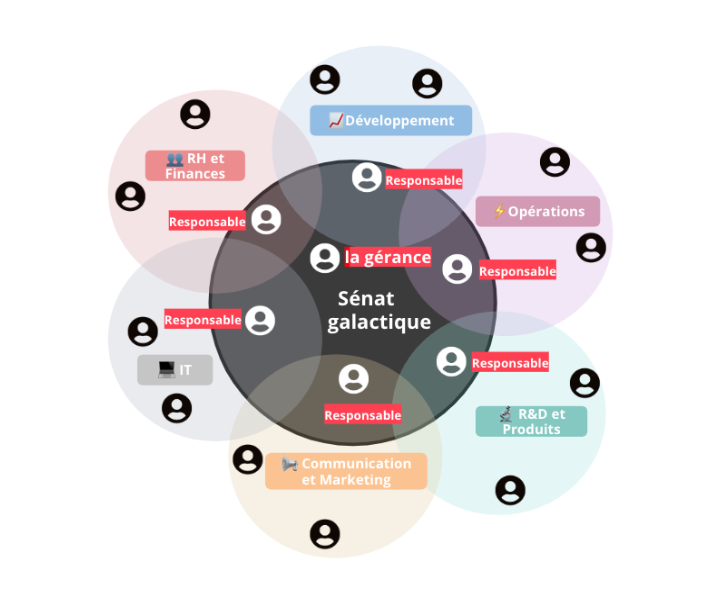 Développement
RH et
Finances
Responsable
Opérations
Responsable
la gérance
Responsable
Sénat
galactique
Responsable
IT
Responsable
Responsable
R&D et
Produits
Communication
et Marketing